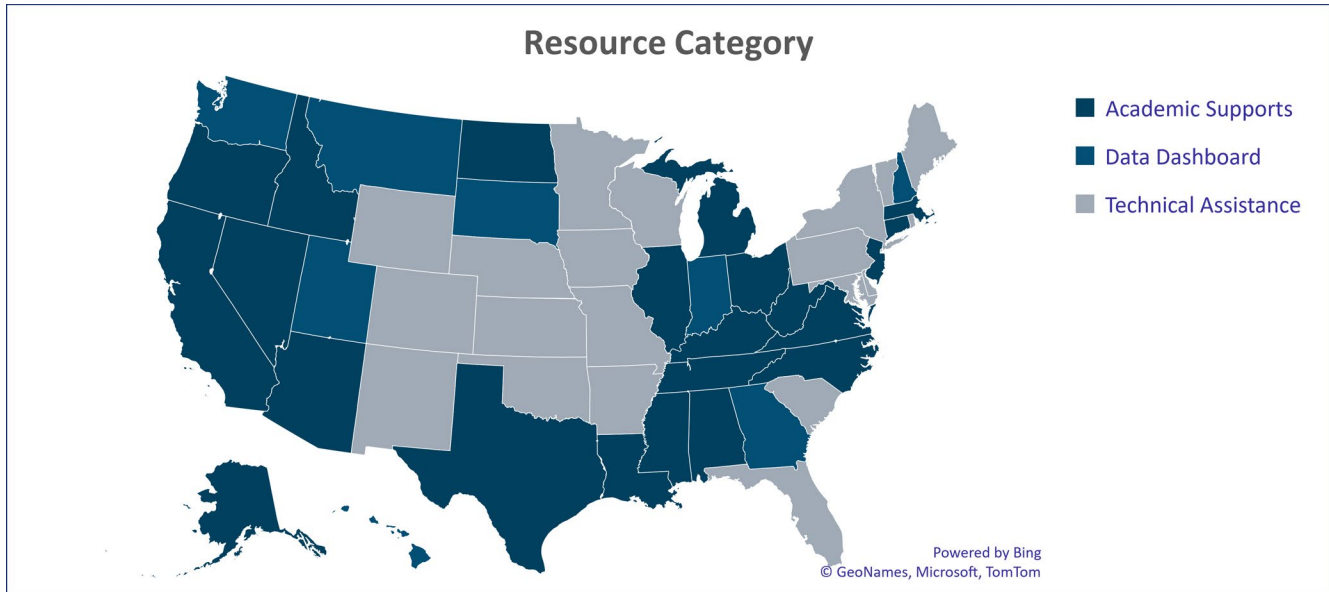 Resource Category
Academic Supports
Data Dashboard
Technical Assistance
Powered by Bing
© GeoNames, Microsoft, TomTom